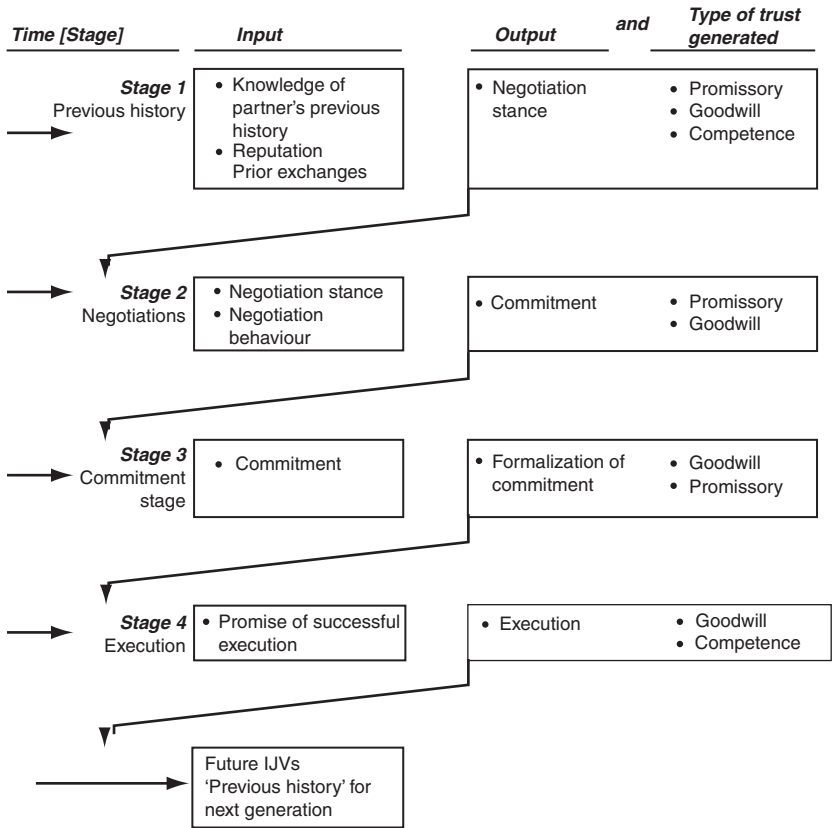 Time [Stage]
Input
Output
and
Type of trust
generated
Stage 1
Previous history
• Knowledge of
partner's previous
history
• Reputation
Prior exchanges
• Negotiation
stance
• Promissory
• Goodwill
• Competence
Stage 2
Negotiations
• Negotiation stance
• Negotiation
behaviour
• Commitment
• Promissory
• Goodwill
Stage 3
Commitment
stage
• Commitment
• Formalization of
commitment
• Goodwill
• Promissory
Stage 4
Execution
• Promise of successful
execution
• Execution
• Goodwill
• Competence
Future IJVs
‘Previous history’ for
next generation